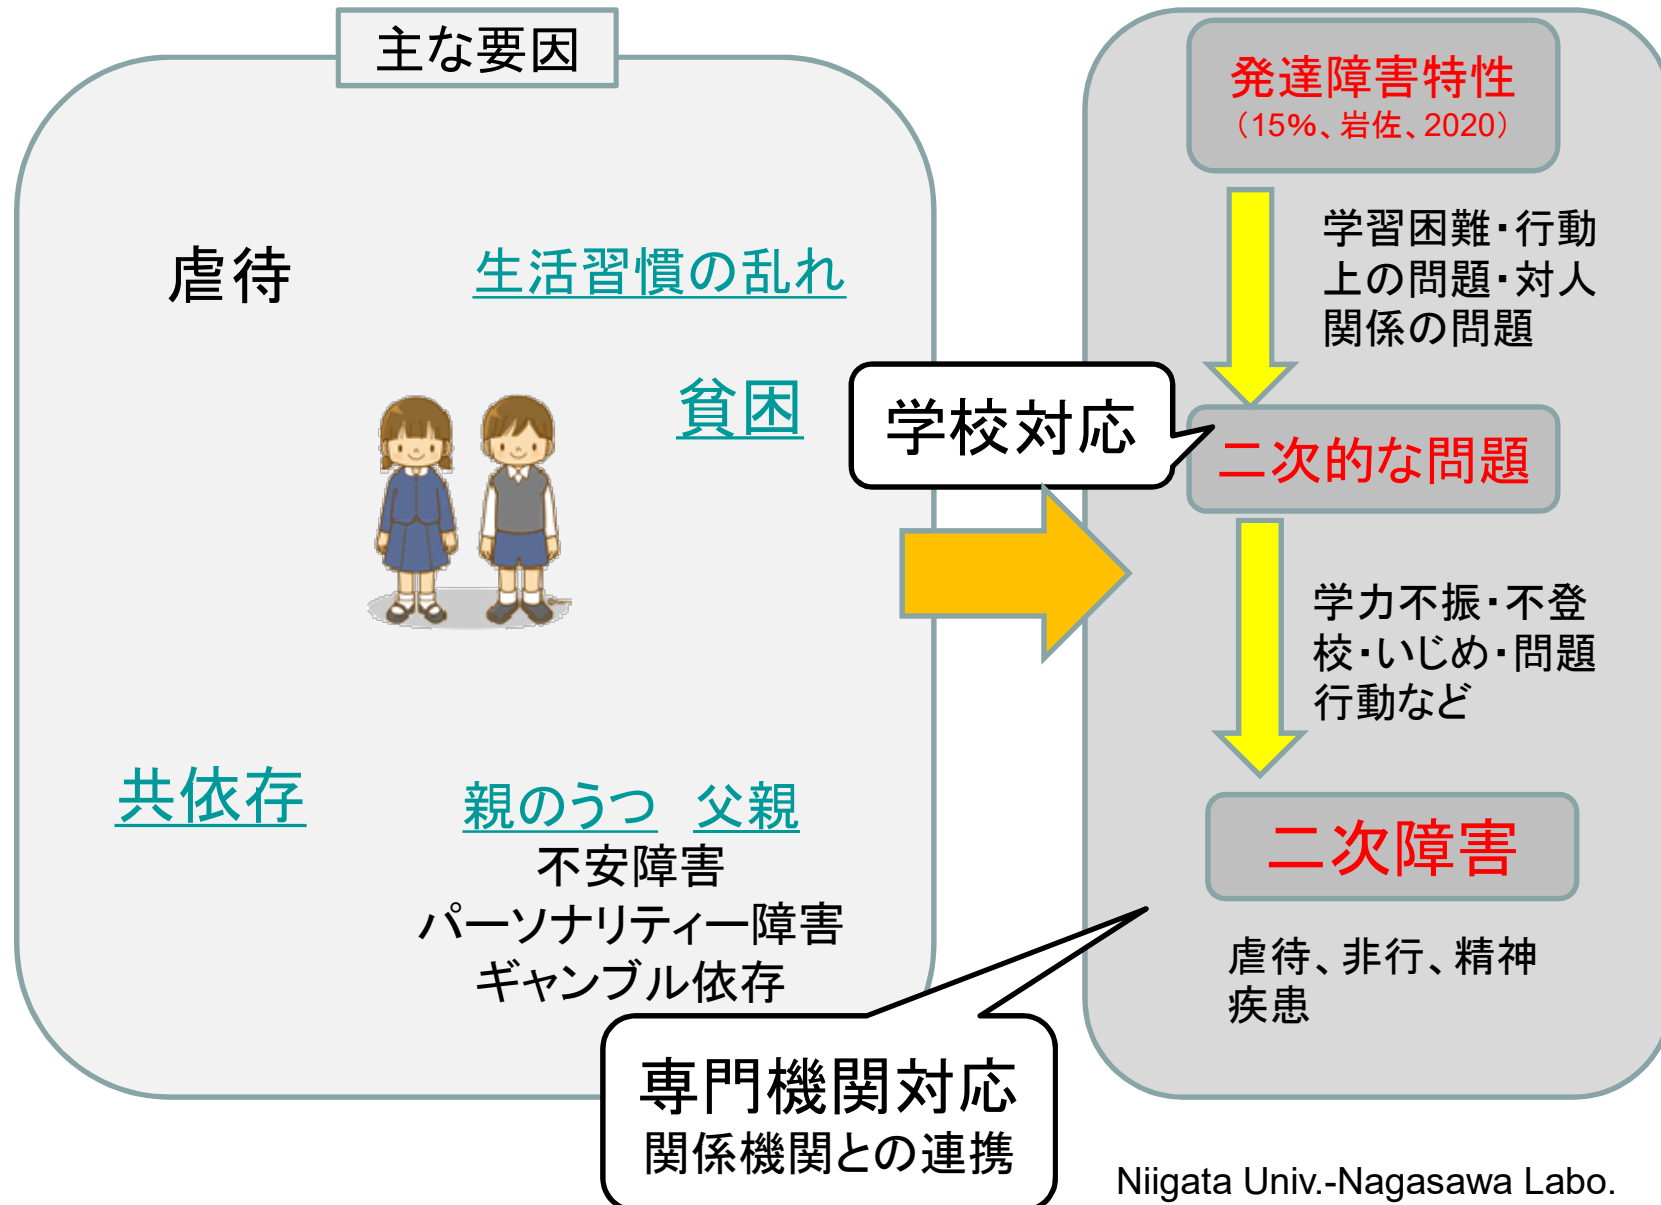 主な要因
虐待
生活習慣の乱れ
貧困
共依存
親のうつ 父親
不安障害
パーソナリティー障害
ギャンブル依存
学校対応
専門機関対応
関係機関との連携
発達障害特性
（15%、岩佐、2020）
学習困難・行動
上の問題・対人
関係の問題
二次的な問題
学力不振・不登
校・いじめ・問題
行動など
二次障害
虐待、非行、精神
疾患
Niigata Univ.-Nagasawa Labo.